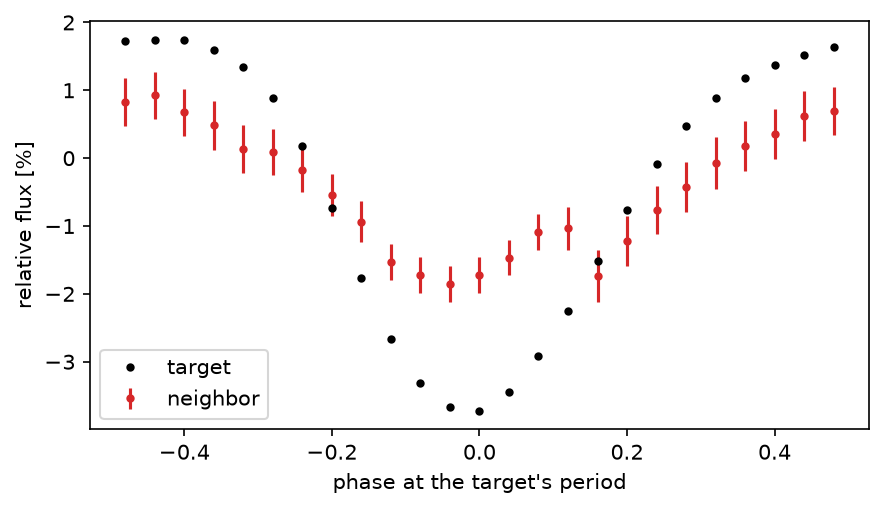 2
1
0
−1
−2
−3
relative flux [%]
target
neighbor
−0.4
−0.2
0.0
0.2
0.4
phase at the target's period